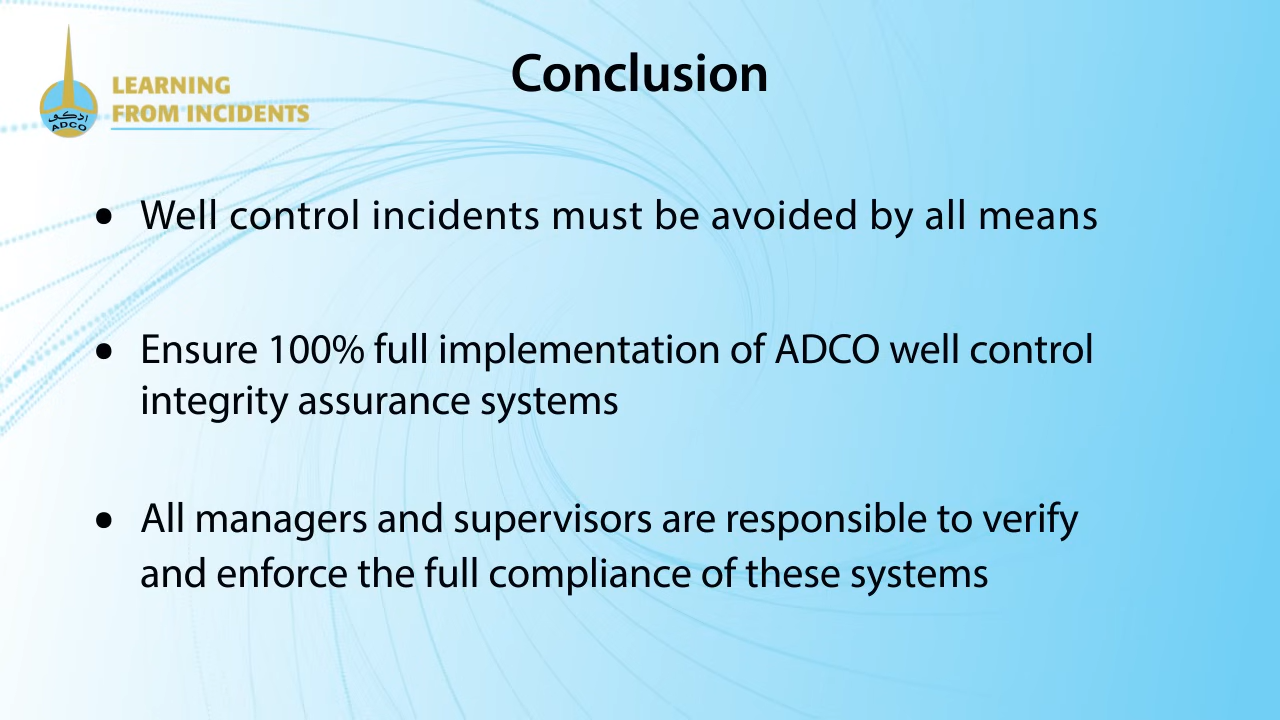 Conclusion
LEARNING
FROM INCIDENTS
ادكو
ADCO
• Well control incidents must be avoided by all means
• Ensure 100% full implementation of ADCO well control
integrity assurance systems
• All managers and supervisors are responsible to verify
and enforce the full compliance of these systems